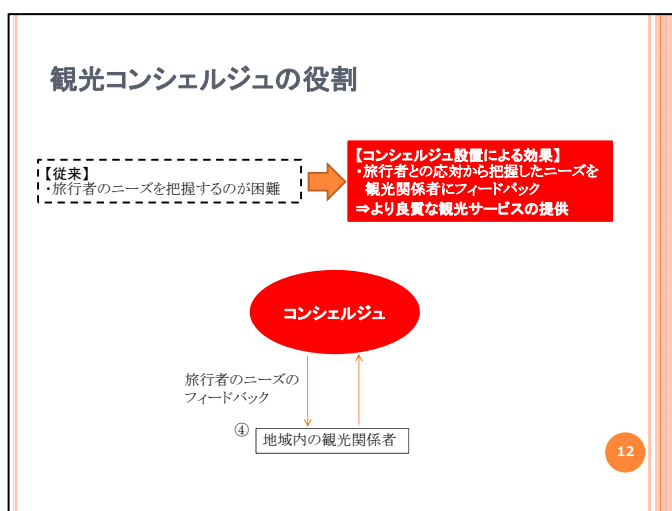 観光コンシェルジュの役割
【従来】
・旅行者のニーズを把握するのが困難
【コンシェルジュ設置による効果】
・旅行者との応対から把握したニーズを
観光関係者にフィードバック
⇒より良質な観光サービスの提供
コンシェルジュ
旅行者のニーズの
フィードバック
④
地域内の観光関係者
12